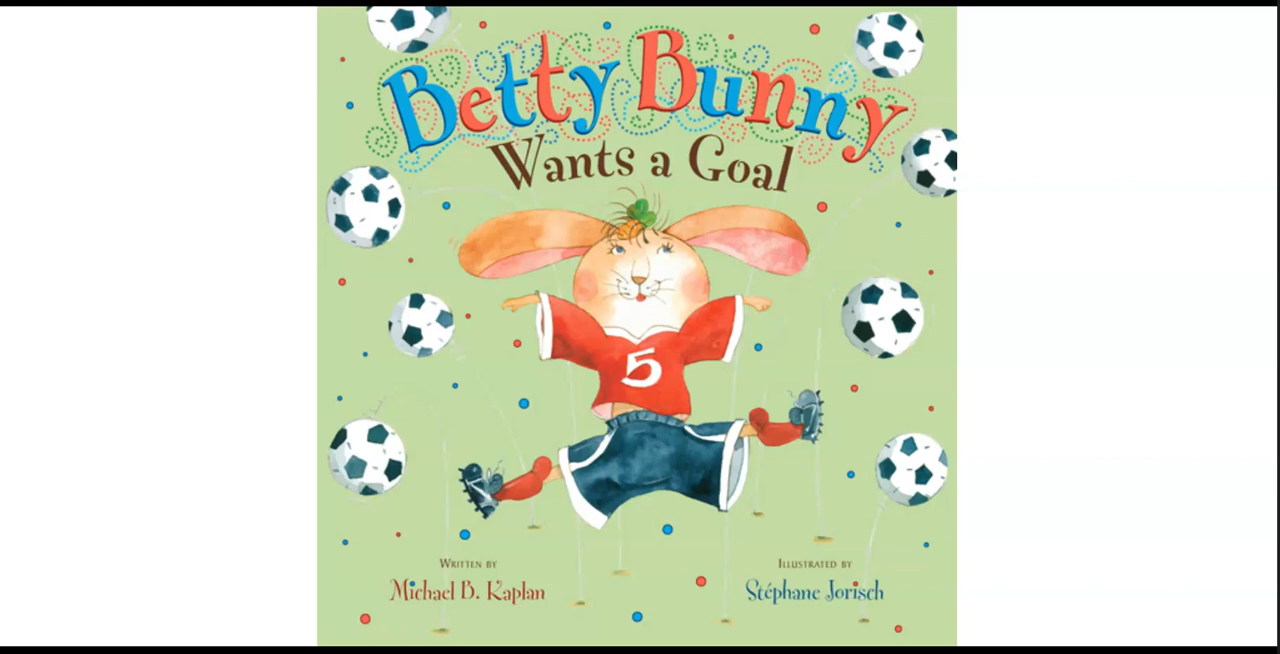 Betty Bunny
Wants a Goal
5
Written by
Michael B. Kaplan
Illustrated by
Stéphane Jorisch